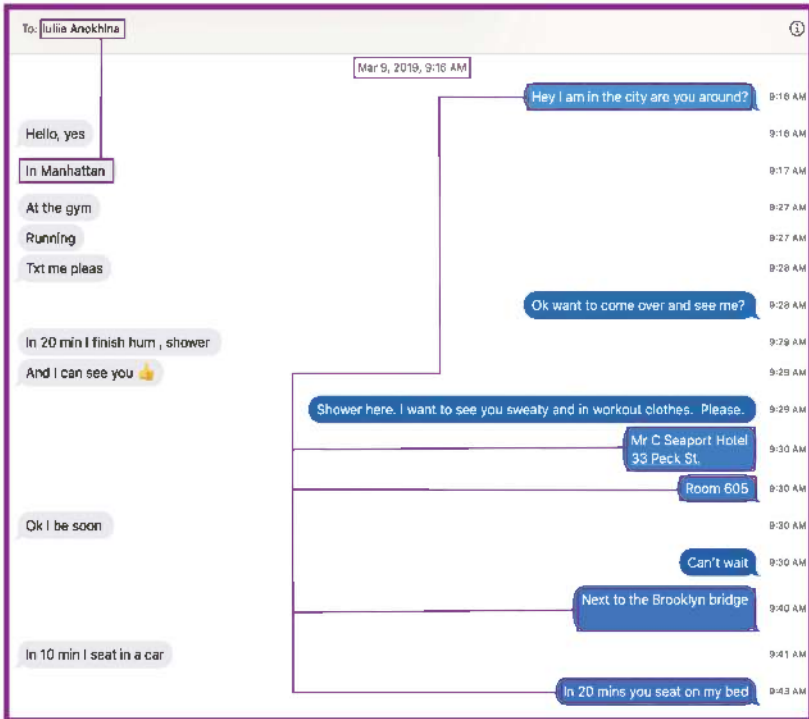 To: Iuliia Anokhina
Mar 9, 2019, 9:16 AM
Hey I am in the city are you around?
9:16 AM
Hello, yes
9:16 AM
In Manhattan
9:17 AM
At the gym
9:27 AM
Running
9:27 AM
Txt me pleas
9:28 AM
Ok want to come over and see me?
9:28 AM
In 20 min I finish hum , shower
9:29 AM
And I can see you 👍
9:29 AM
Shower here. I want to see you sweaty and in workout clothes. Please.
9:29 AM
Mr C Seaport Hotel
33 Peck St.
9:30 AM
Room 605
9:30 AM
Ok I be soon
9:30 AM
Can't wait
9:30 AM
Next to the Brooklyn bridge
9:40 AM
In 10 min I seat in a car
9:41 AM
In 20 mins you seat on my bed
9:43 AM